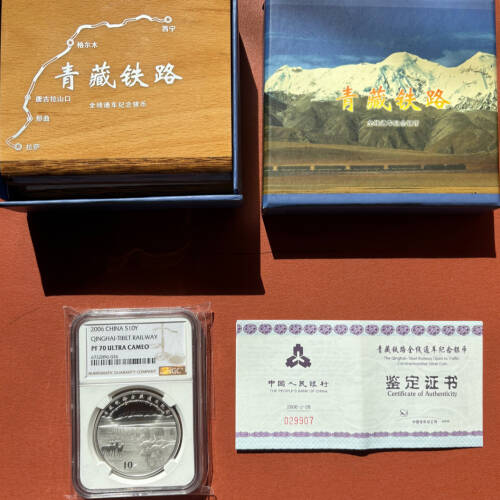 西宁
格尔木
青藏铁路
唐古拉山口
全线通车纪念银币
那曲
拉萨
青藏铁路
全线通车纪念银币
2006 CHINA S10Y
QINGHAI-TIBET RAILWAY
PF 70 ULTRA CAMEO
NUMISMATIC GUARANTY COMPANY
NGC
10
中国人民银行
THE PEOPLE'S BANK OF CHINA
029907
青藏铁路全线通车纪念银币
The Qinghai-Tibet Railway Open to Traffic
Commemorative Silver Coin
鉴定证书
Certificate of Authenticity